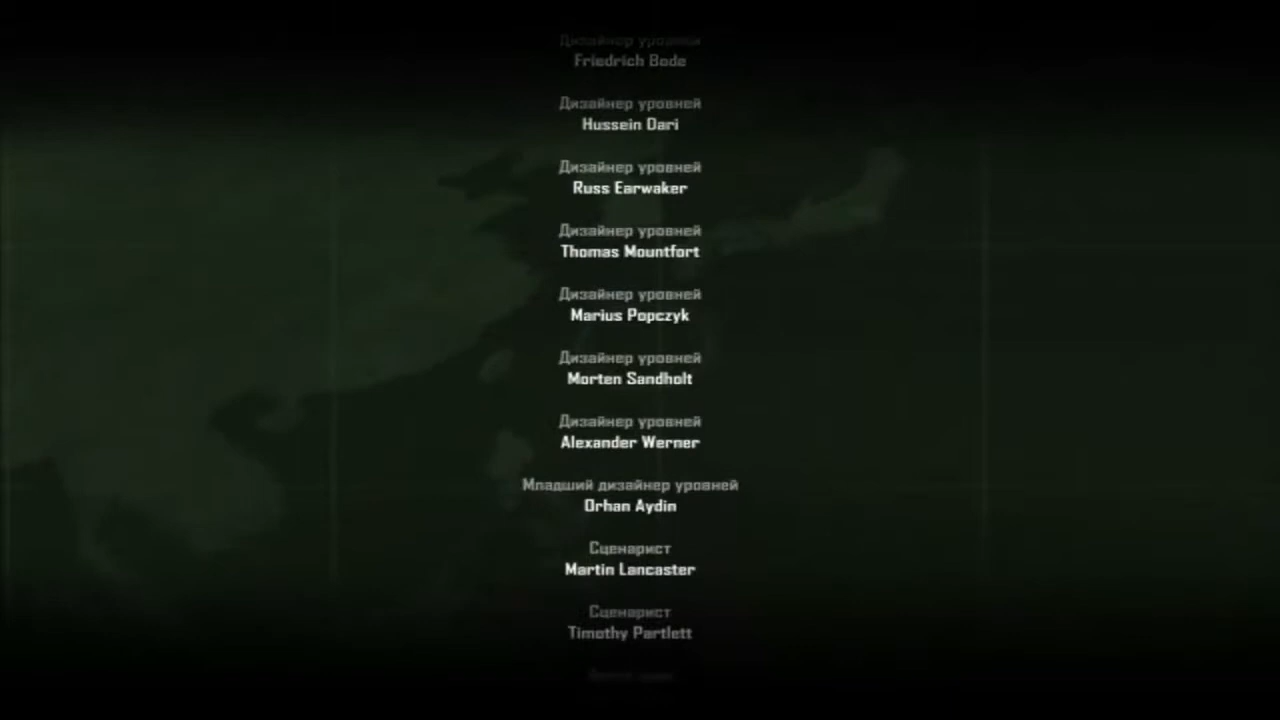 Дизайнер уровней
Friedrich Bode
Дизайнер уровней
Hussein Dari
Дизайнер уровней
Russ Earwaker
Дизайнер уровней
Thomas Mountfort
Дизайнер уровней
Marius Popczyk
Дизайнер уровней
Morten Sandholt
Дизайнер уровней
Alexander Werner
Младший дизайнер уровней
Orhan Aydin
Сценарист
Martin Lancaster
Сценарист
Timothy Partlett